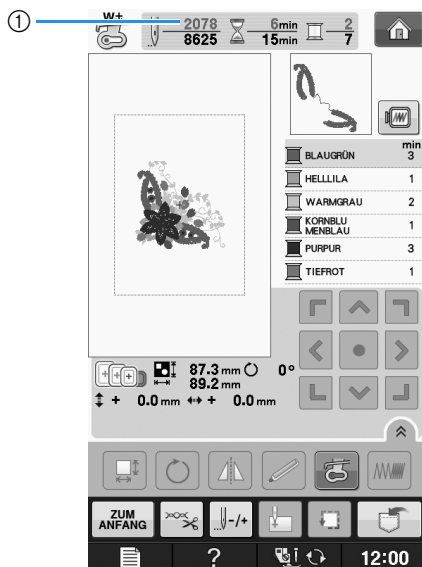 ①
W+
2078 6min 2
8625 15min 7
min
BLAUGRÜN 3
HELLLILA 1
WARMGRAU 2
KORNBLU
MENBLAU 1
PURPUR 3
TIEFROT 1
87.3 mm 0°
89.2 mm
+ 0.0 mm + 0.0 mm
ZUM
ANFANG
-/+
? 12:00